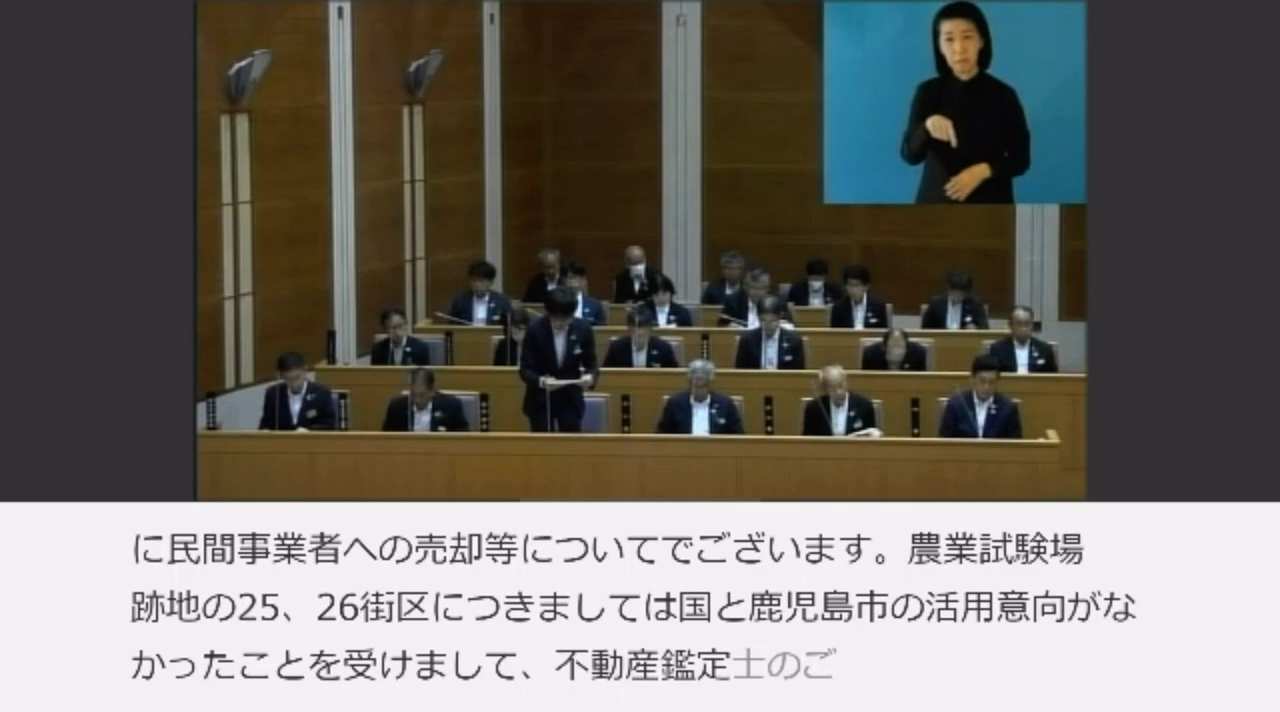 に民間事業者への売却等についてでございます。農業試験場
跡地の25、26街区につきましては国と鹿児島市の活用意向がな
かったことを受けまして、不動産鑑定士のご